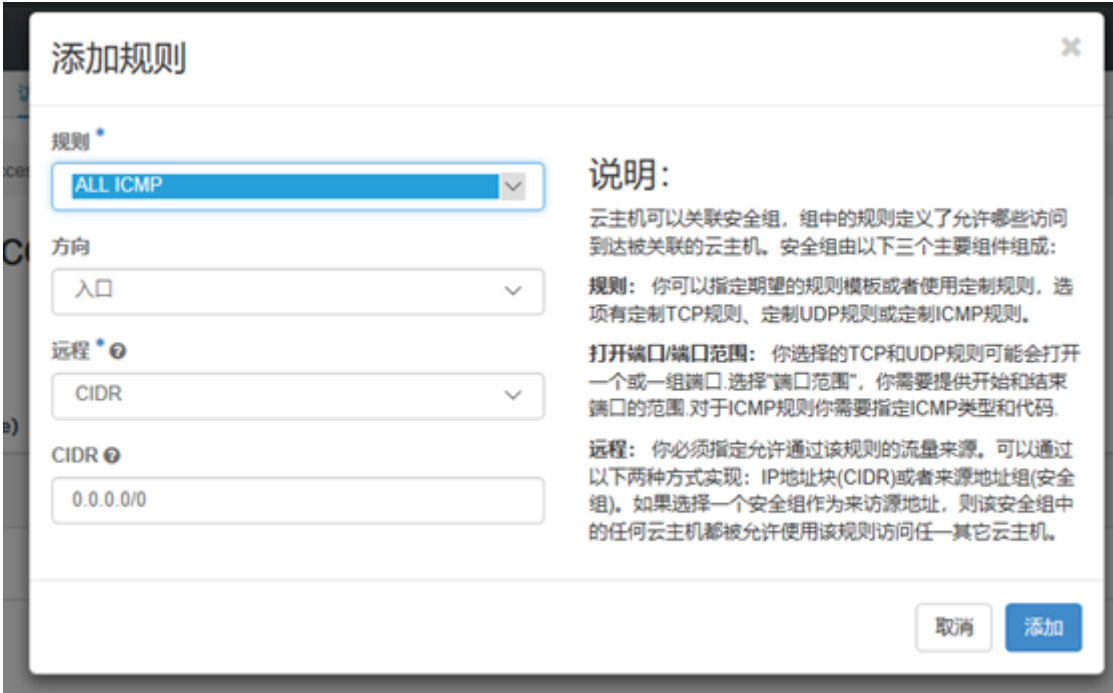 添加规则
×
规则 *
ALL ICMP
方向
入口
远程 *
CIDR
CIDR
0.0.0.0/0
说明：
云主机可以关联安全组，组中的规则定义了允许哪些访问
到达被关联的云主机。安全组由以下三个主要组件组成：
规则： 你可以指定期望的规则模板或者使用定制规则，选
项有定制TCP规则、定制UDP规则或定制ICMP规则。
打开端口/端口范围： 你选择的TCP和UDP规则可能会打开
一个或一组端口.选择"端口范围"，你需要提供开始和结束
端口的范围.对于ICMP规则你需要指定ICMP类型和代码.
远程： 你必须指定允许通过该规则的流量来源。可以通过
以下两种方式实现：IP地址块(CIDR)或者来源地址组(安全
组)。如果选择一个安全组作为来访源地址，则该安全组中
的任何云主机都被允许使用该规则访问任一其它云主机。
取消
添加